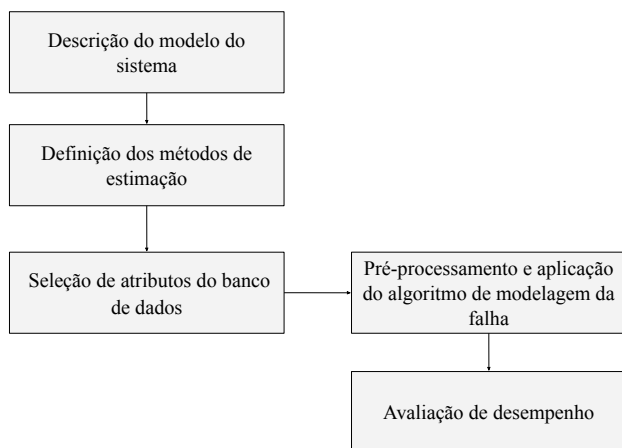 Descrição do modelo do
sistema
Definição dos métodos de
estimação
Seleção de atributos do banco
de dados
Pré-processamento e aplicação
do algoritmo de modelagem da
falha
Avaliação de desempenho